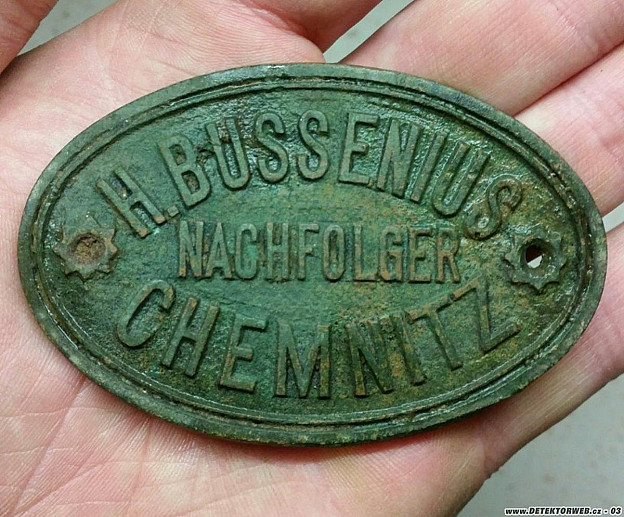 H. BUSSENIUS
NACHFOLGER
CHEMNITZ
www.DETEKTORWEB.cz - 03